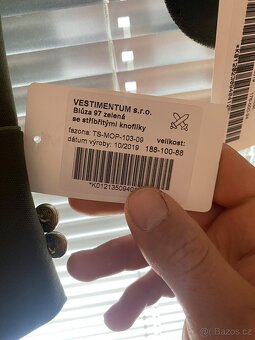 VESTIMENTUM s.r.o.
Blůza 97 zelená
se stříbřitými knoflíky
fazona: TS-MOP-103-09 velikost:
datum výroby: 10/2019 188-100-88
© Bazos.cz